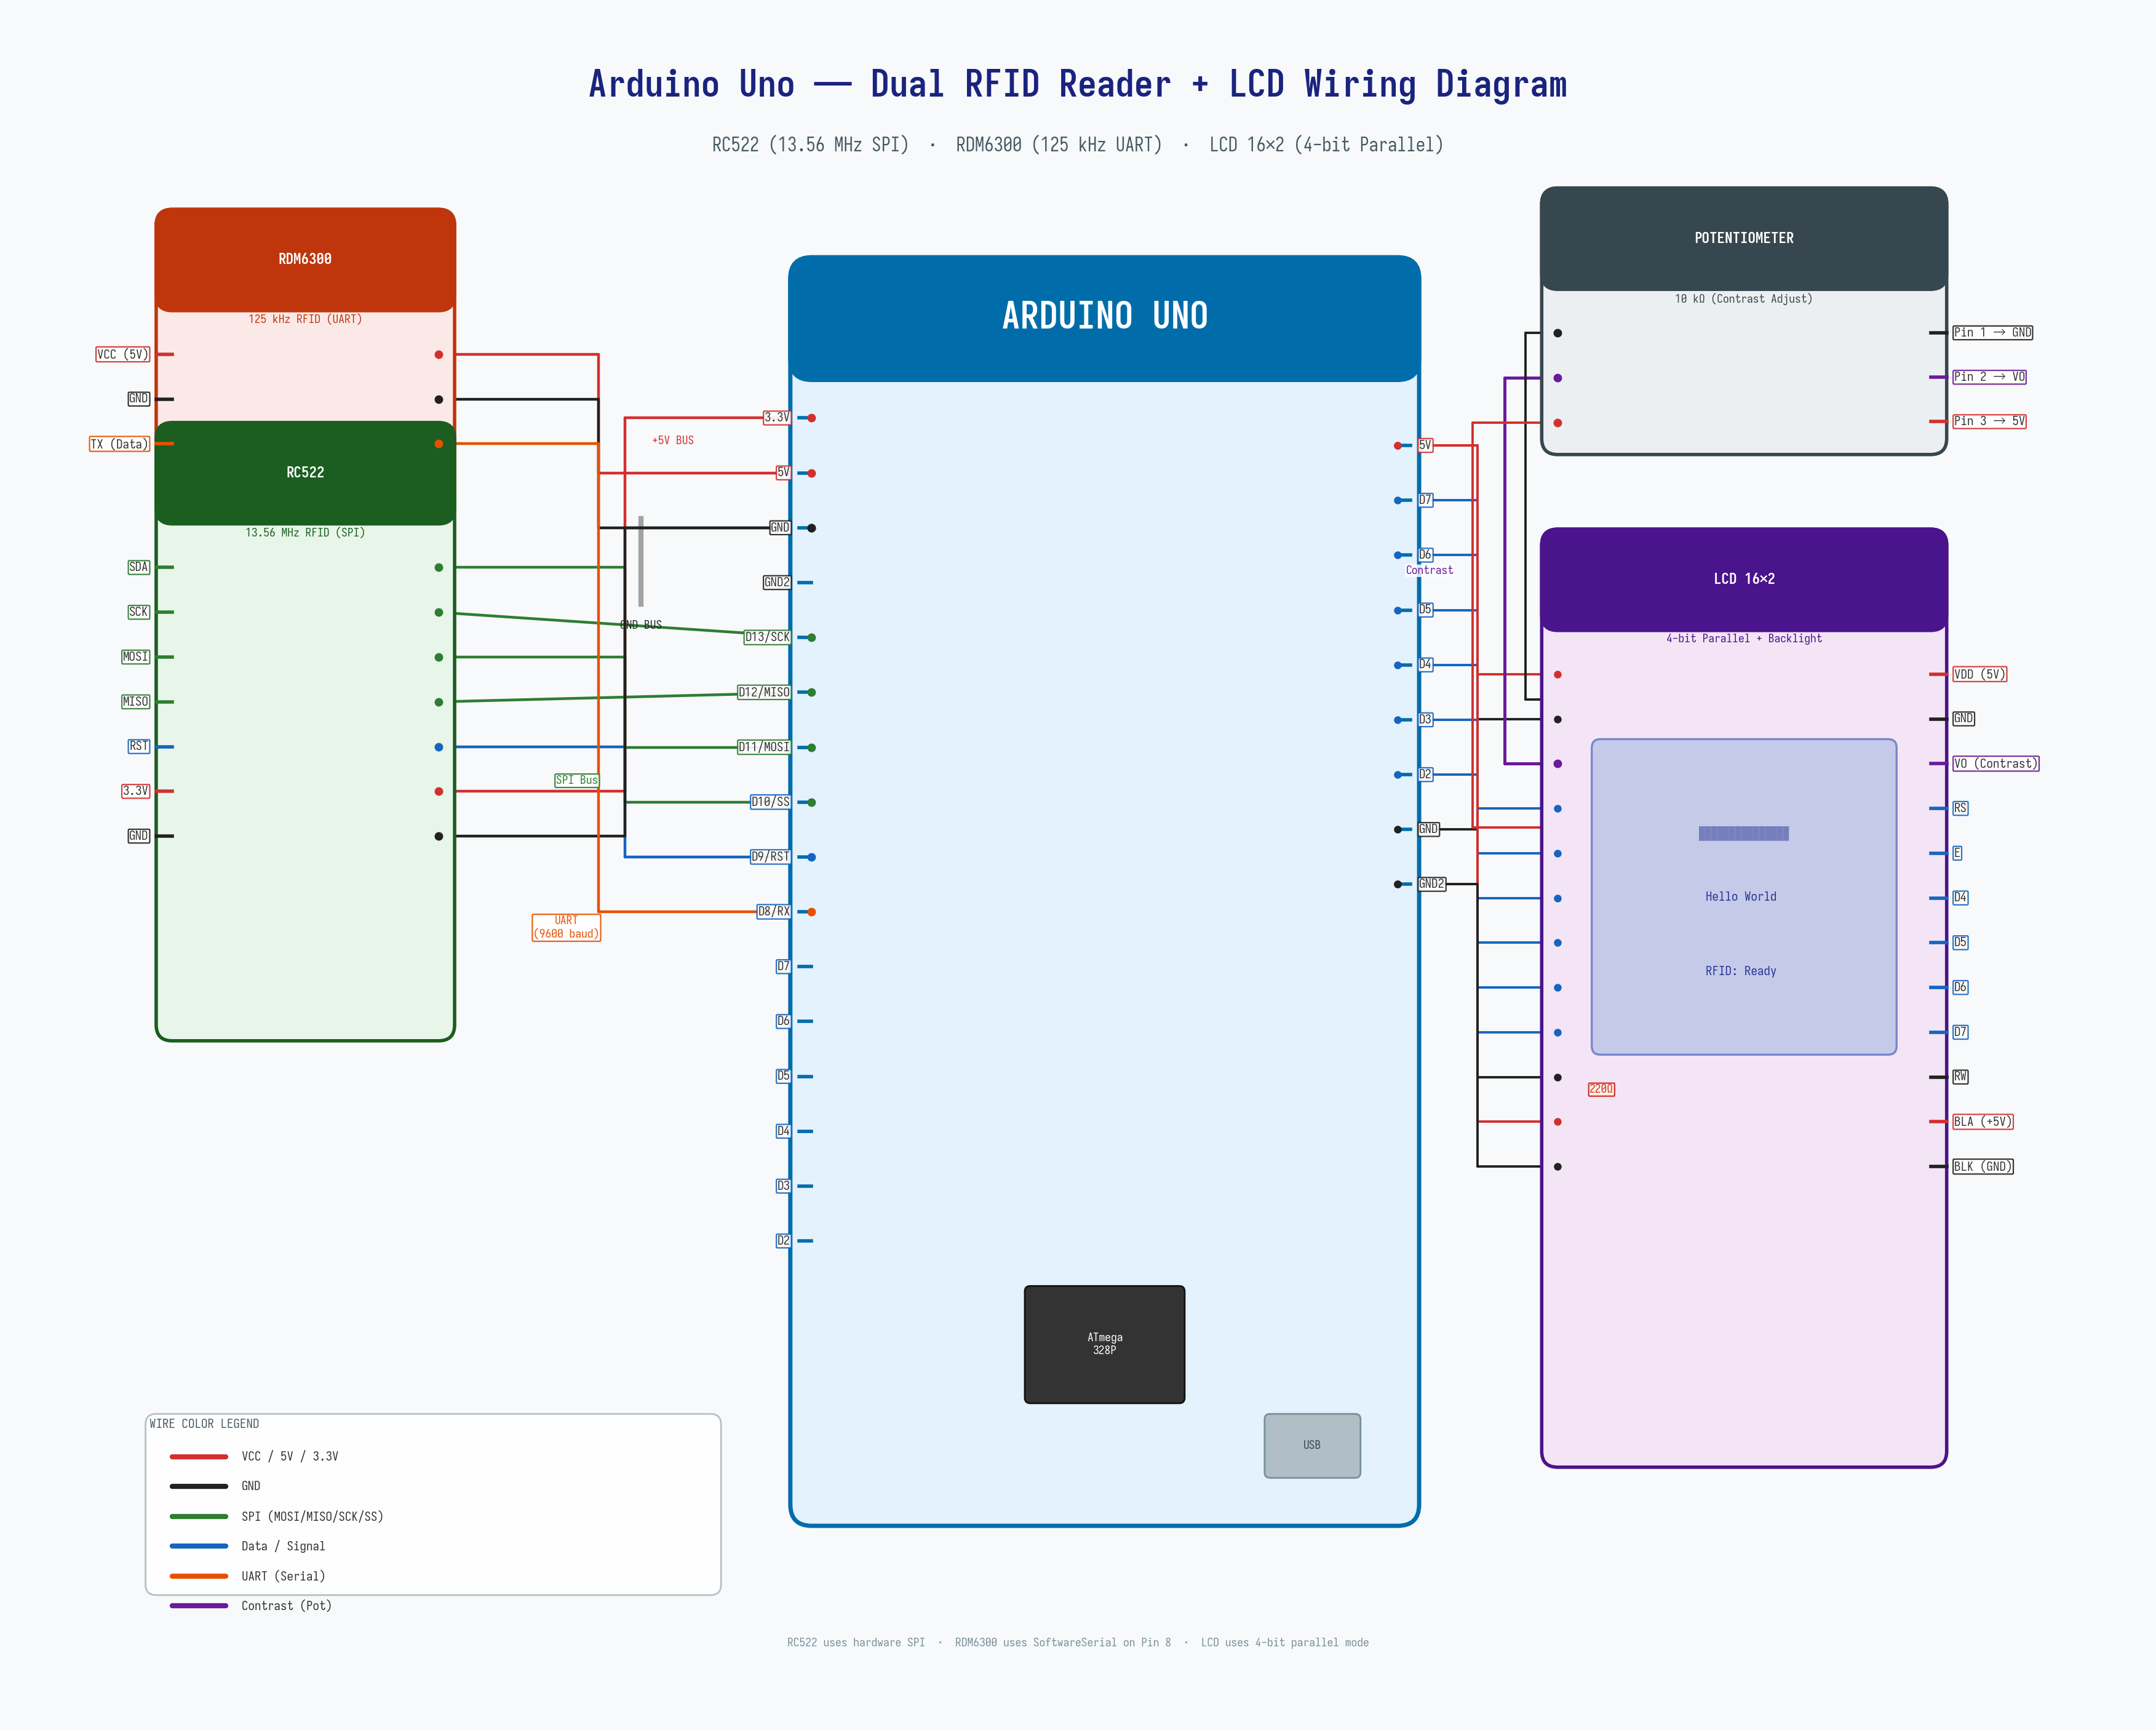 Arduino Uno —— Dual RFID Reader + LCD Wiring Diagram
RC522 (13.56 MHz SPI) · RDM6300 (125 kHz UART) · LCD 16×2 (4-bit Parallel)
RDM6300
125 kHz RFID (UART)
VCC (5V)
GND
TX (Data)
RC522
13.56 MHz RFID (SPI)
SDA
SCK
MOSI
MISO
RST
3.3V
GND
+5V BUS
GND BUS
SPI Bus
UART
(9600 baud)
ARDUINO UNO
3.3V
5V
GND
GND2
D13/SCK
D12/MISO
D11/MOSI
D10/SS
D9/RST
D8/RX
D7
D6
D5
D4
D3
D2
5V
D7
D6
Contrast
D5
D4
D3
D2
GND
GND2
ATmega
328P
USB
POTENTIOMETER
10 kΩ (Contrast Adjust)
Pin 1 → GND
Pin 2 → VO
Pin 3 → 5V
LCD 16×2
4-bit Parallel + Backlight
VDD (5V)
GND
VO (Contrast)
RS
E
D4
D5
D6
D7
RW
BLA (+5V)
BLK (GND)
Hello World
RFID: Ready
220Ω
WIRE COLOR LEGEND
VCC / 5V / 3.3V
GND
SPI (MOSI/MISO/SCK/SS)
Data / Signal
UART (Serial)
Contrast (Pot)
RC522 uses hardware SPI · RDM6300 uses SoftwareSerial on Pin 8 · LCD uses 4-bit parallel mode